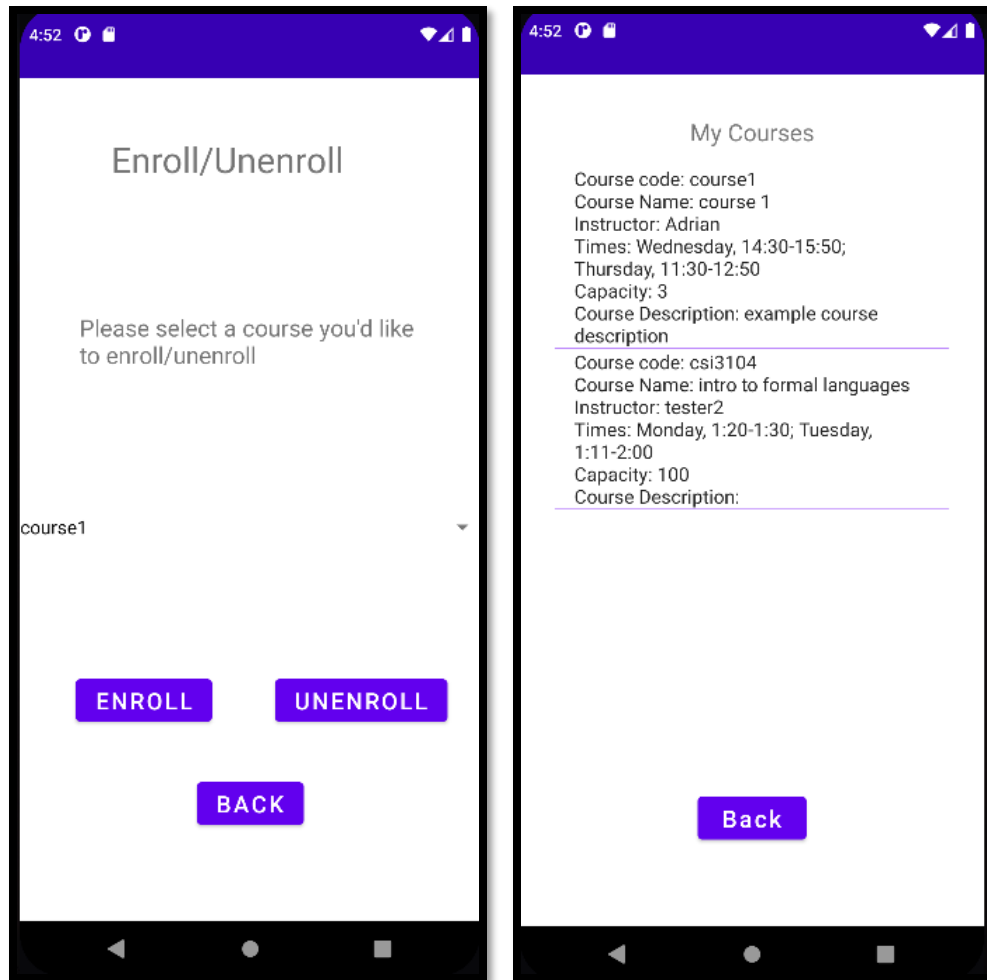 4:52
Enroll/Unenroll
Please select a course you'd like
to enroll/unenroll
course1
ENROLL
UNENROLL
BACK
4:52
My Courses
Course code: course1
Course Name: course 1
Instructor: Adrian
Times: Wednesday, 14:30-15:50;
Thursday, 11:30-12:50
Capacity: 3
Course Description: example course
description
Course code: csi3104
Course Name: intro to formal languages
Instructor: tester2
Times: Monday, 1:20-1:30; Tuesday,
1:11-2:00
Capacity: 100
Course Description:
Back